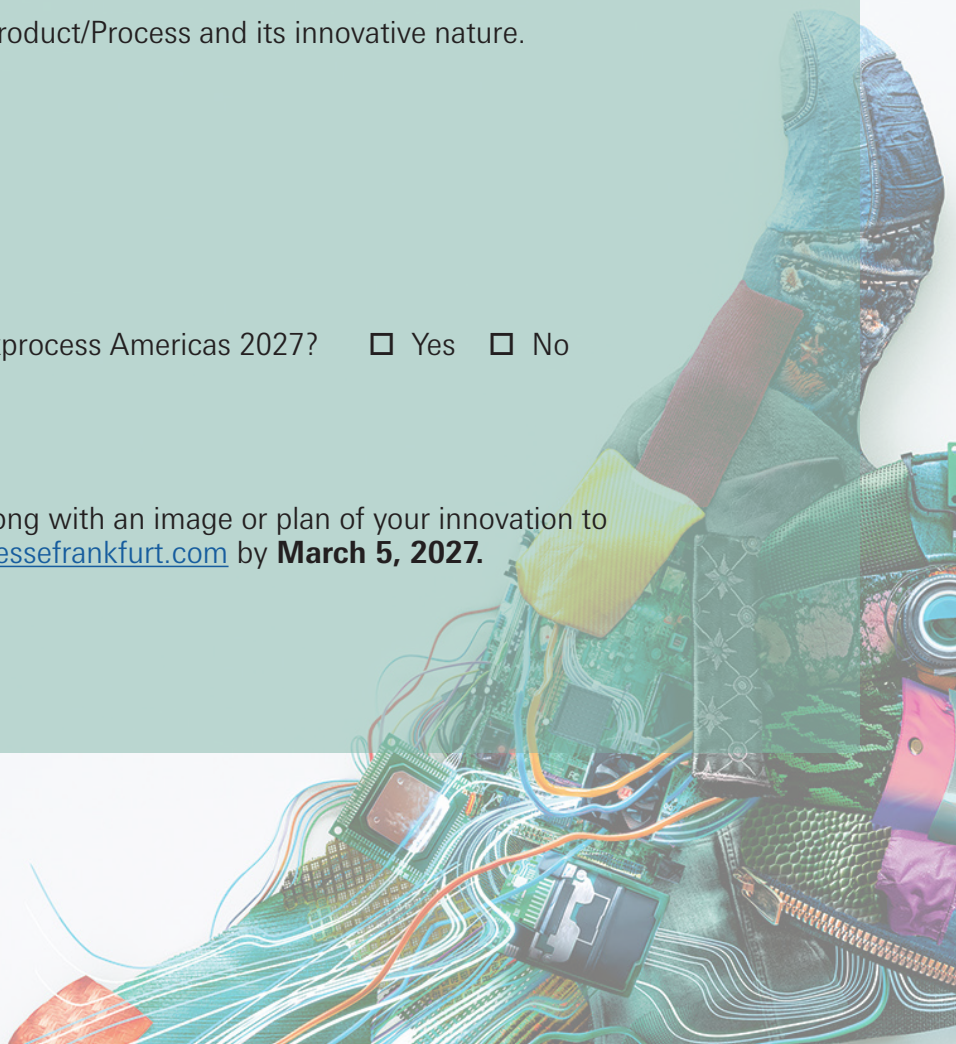 roduct/Process and its innovative nature.
process Americas 2027? ☐ Yes ☐ No
ong with an image or plan of your innovation to
essefrankfurt.com by March 5, 2027.